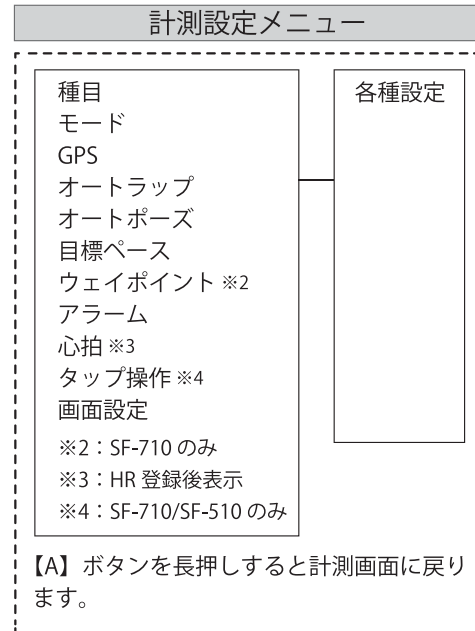 計測設定メニュー
種目
モード
GPS
オートラップ
オートポーズ
目標ペース
ウェイポイント ※2
アラーム
心拍 ※3
タップ操作 ※4
画面設定
※2：SF-710 のみ
※3：HR 登録後表示
※4：SF-710/SF-510 のみ
各種設定
【A】ボタンを長押しすると計測画面に戻り
ます。